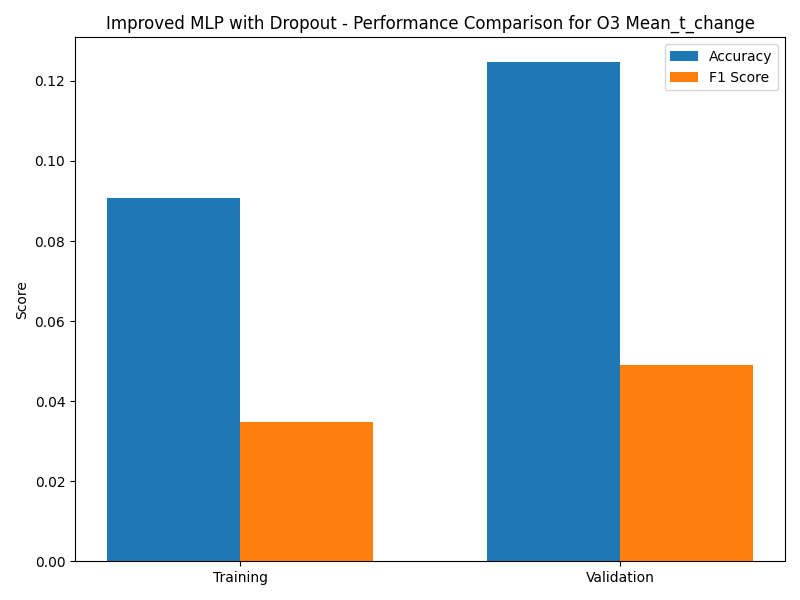 Improved MLP with Dropout - Performance Comparison for O3 Mean_t_change
Accuracy
F1 Score
Score
0.12
0.10
0.08
0.06
0.04
0.02
0.00
Training
Validation